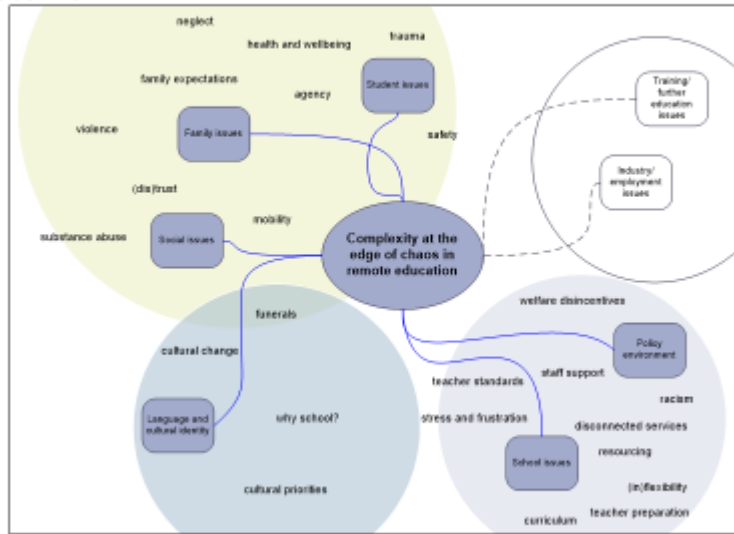 neglect
trauma
health and wellbeing
family expectations
Student issues
agency
violence
Family issues
safety
(dis)trust
mobility
substance abuse
Social issues
Training/
further
education
issues
Industry/
employment
issues
Complexity at the
edge of chaos in
remote education
funerals
cultural change
Language and
cultural identity
why school?
cultural priorities
welfare disincentives
Policy
environment
staff support
teacher standards
racism
stress and frustration
disconnected services
School issues
resourcing
(in)flexibility
teacher preparation
curriculum